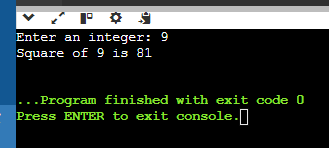 Enter an integer: 9
Square of 9 is 81
...Program finished with exit code 0
Press ENTER to exit console.